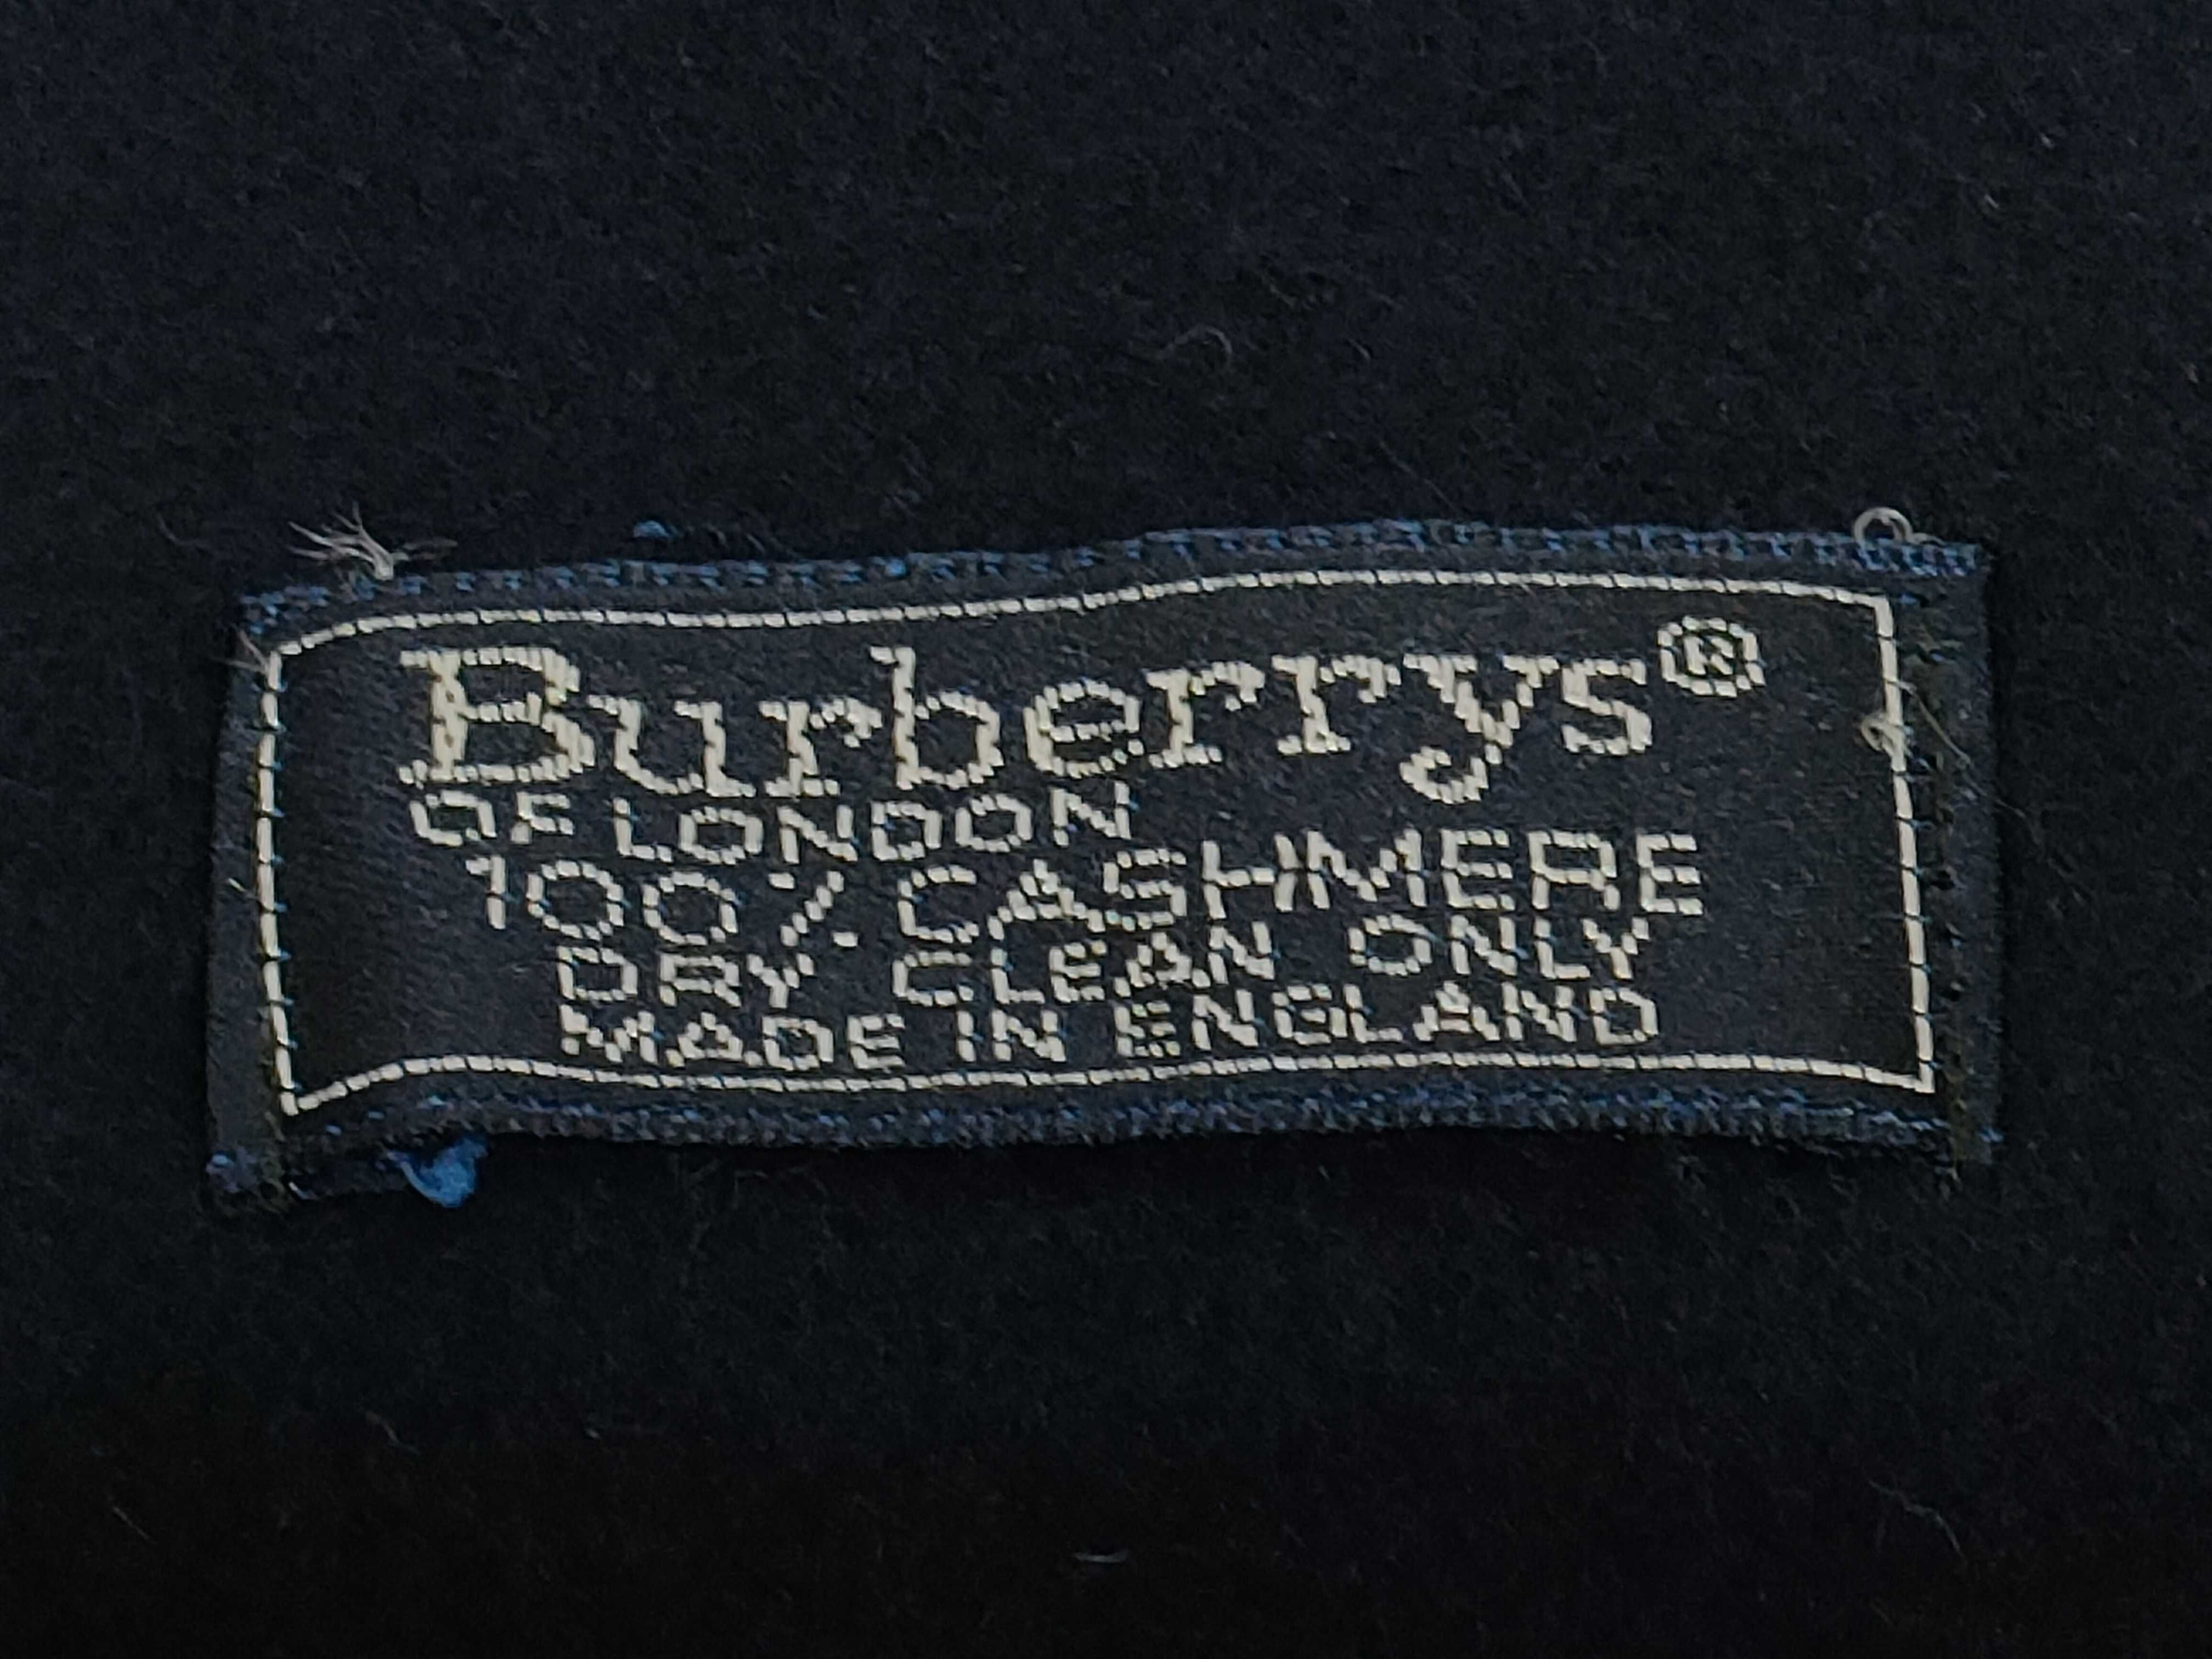 Burberrys®
OF LONDON
100% CASHMERE
DRY CLEAN ONLY
MADE IN ENGLAND